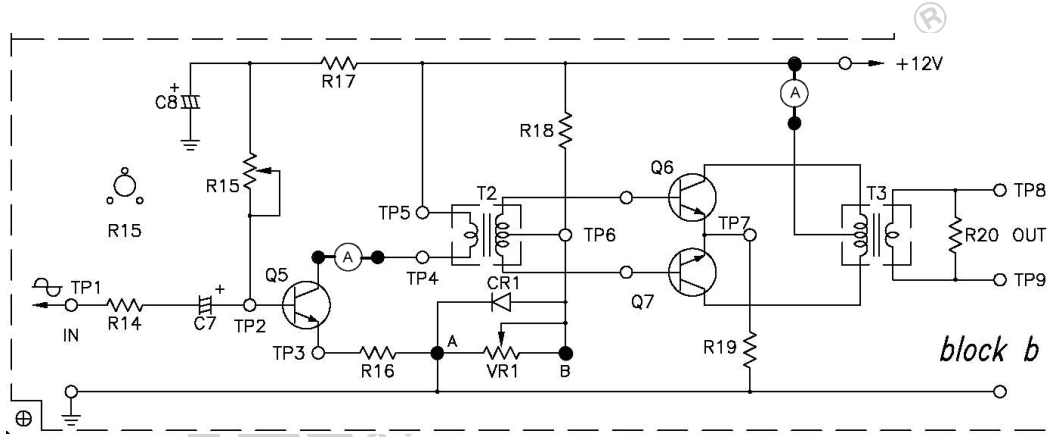 ®
+12V
R17
+
C8
A
R18
Q6
R15
T2
T3
TP8
R15
TP5
TP7
TP6
R20 OUT
A
TP4
Q5
CR1
TP9
TP1
+
Q7
IN
R14
C7
TP2
A
R19
block b
TP3
R16
VR1
B